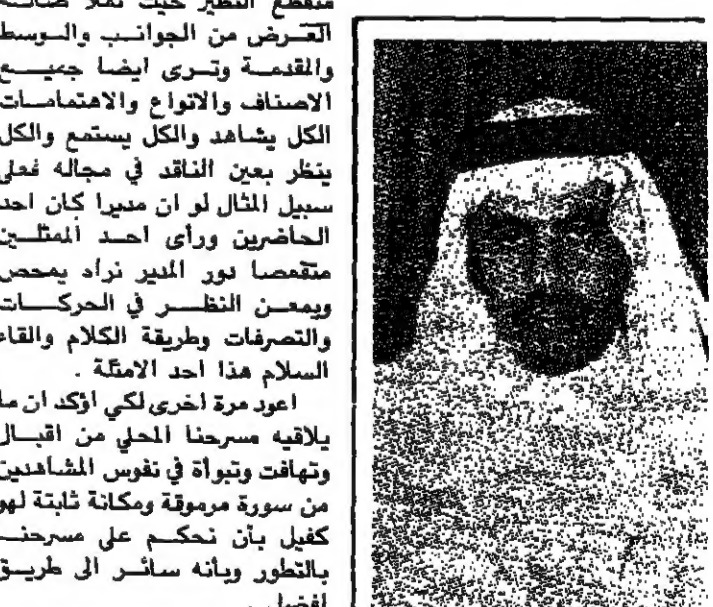 منقطع النظير حيث تملأ صالة
العرض من الجوانب والوسط
والمقدمة وترى ايضا جميع
الاصناف والانواع والاهتمامات
الكل يشاهد والكل يستمع والكل
ينظر بعين الناقد في مجاله فعلى
سبيل المثال لو ان مديرا كان احد
الحاضرين ورأى احد الممثلين
متقمصا دور المدير نراه يمحص
ويمعن النظر في الحركات
والتصرفات وطريقة الكلام والقاء
السلام هذا احد الامثلة .
اعود مرة اخرى لكي اؤكد ان ما
يلاقيه مسرحنا المحلي من اقبال
وتهافت وتبوأة في نفوس المشاهدين
من سورة مرموقة ومكانة ثابتة لهو
كفيل بأن نحكم على مسرحنا
بالتطور وبأنه سائر الى طريق